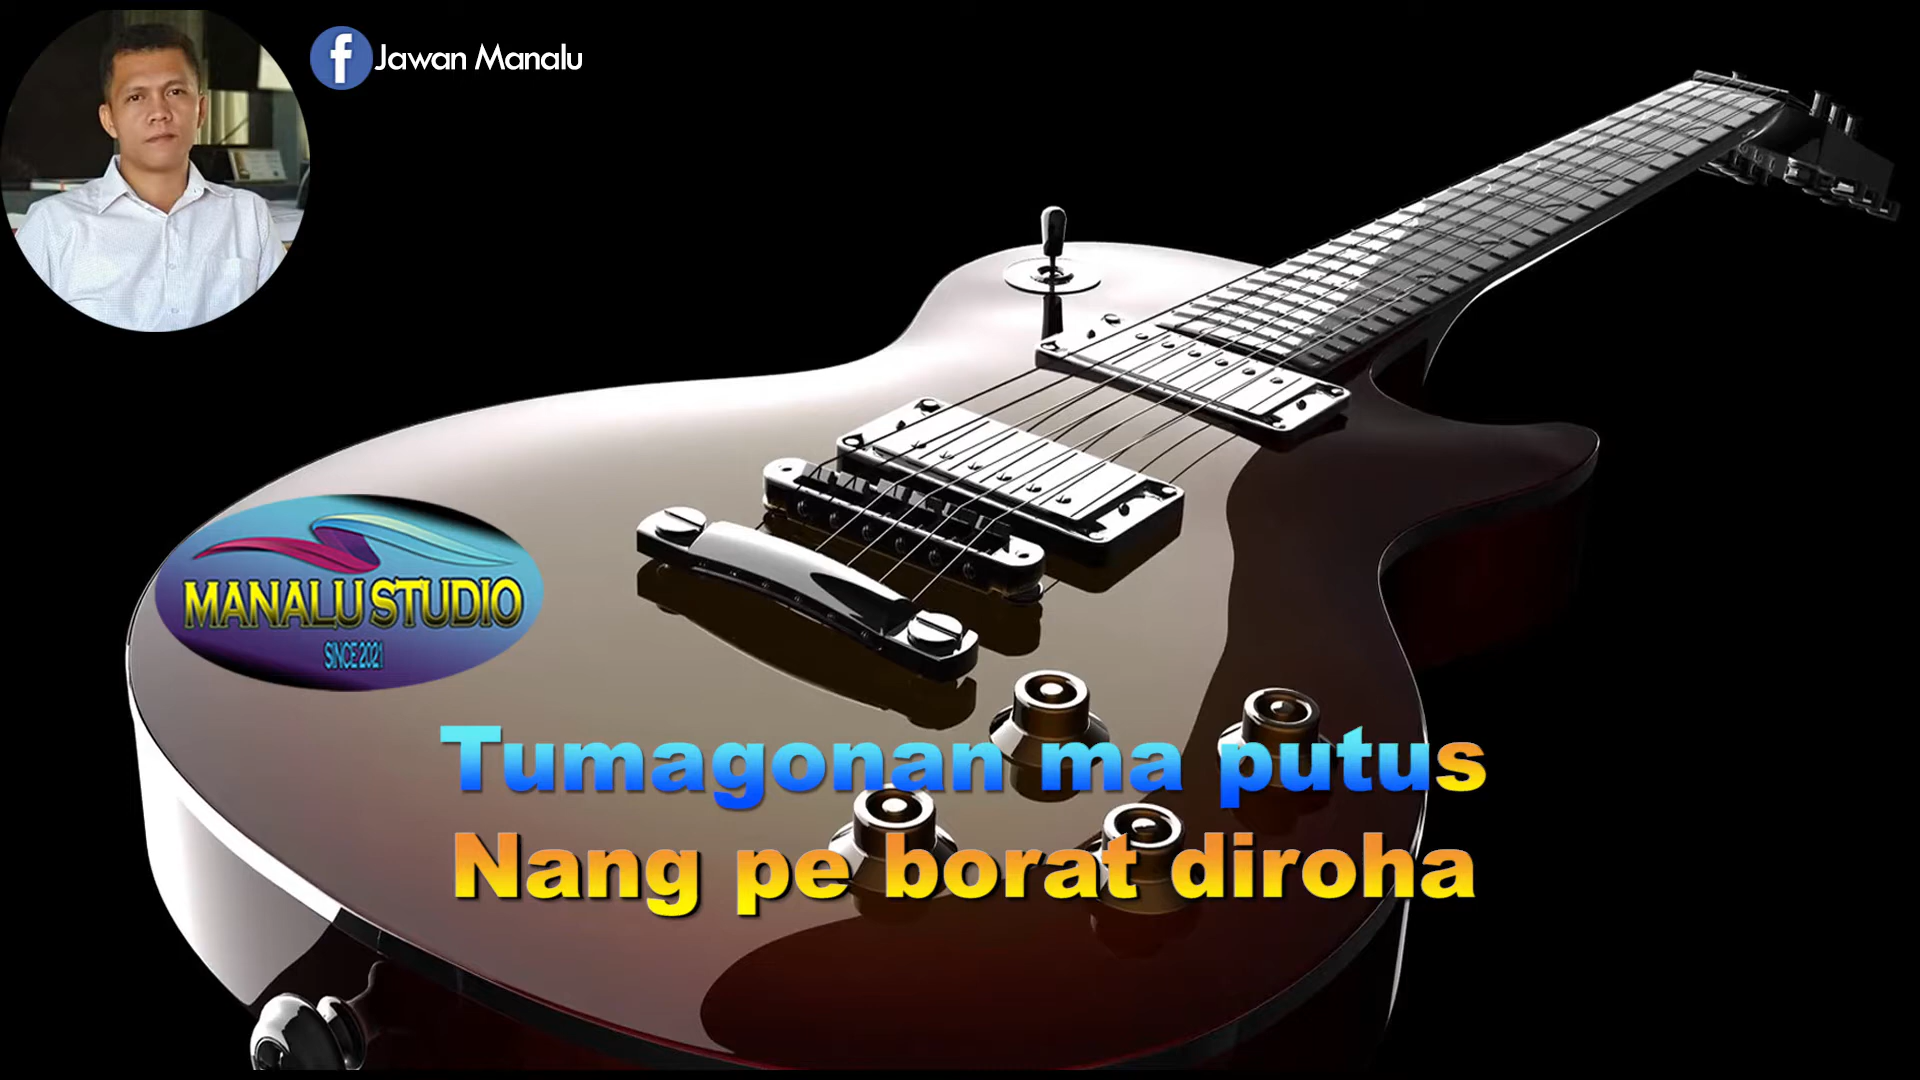 f Jawan Manalu
MANALU STUDIO
SINCE 2021
Tumagonan ma putus
Nang pe borat diroha